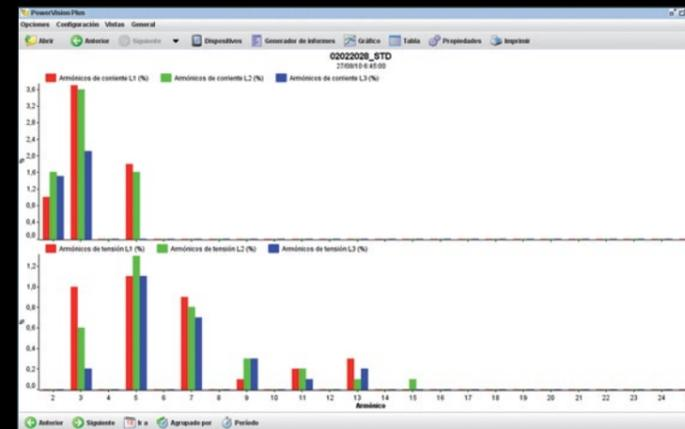 PowerVision Plus
Opciones Configuración Vistas General
Abrir Anterior Siguiente Dispositivos Generador de informes Gráfico Tabla Propiedades Imprimir
02022028_STD
27/08/10 6:45:00
Armónicos de corriente L1 (%) Armónicos de corriente L2 (%) Armónicos de corriente L3 (%)
3,6
3,2
2,8
2,4
2,0
%
1,6
1,2
0,8
0,4
0,0
Armónicos de tensión L1 (%) Armónicos de tensión L2 (%) Armónicos de tensión L3 (%)
1,2
1,0
0,8
%
0,6
0,4
0,2
0,0
2 3 4 5 6 7 8 9 10 11 12 13 14 15 16 17 18 19 20 21 22 23 24
Armónico
Anterior Siguiente Ir a Agrupado por Período